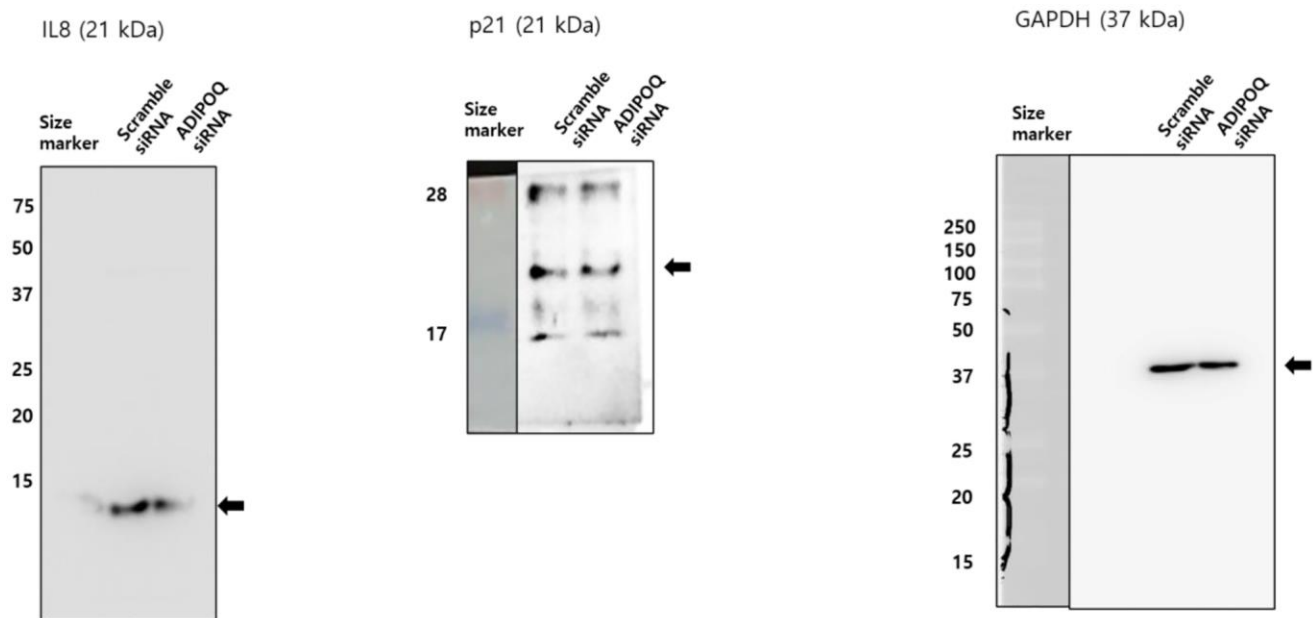 IL8 (21 kDa)
Size
marker
Scramble
siRNA
ADIPOQ
siRNA
75
50
37
25
20
15
p21 (21 kDa)
Size
marker
Scramble
siRNA
ADIPOQ
siRNA
28
17
GAPDH (37 kDa)
Size
marker
Scramble
siRNA
ADIPOQ
siRNA
250
150
100
75
50
37
25
20
15